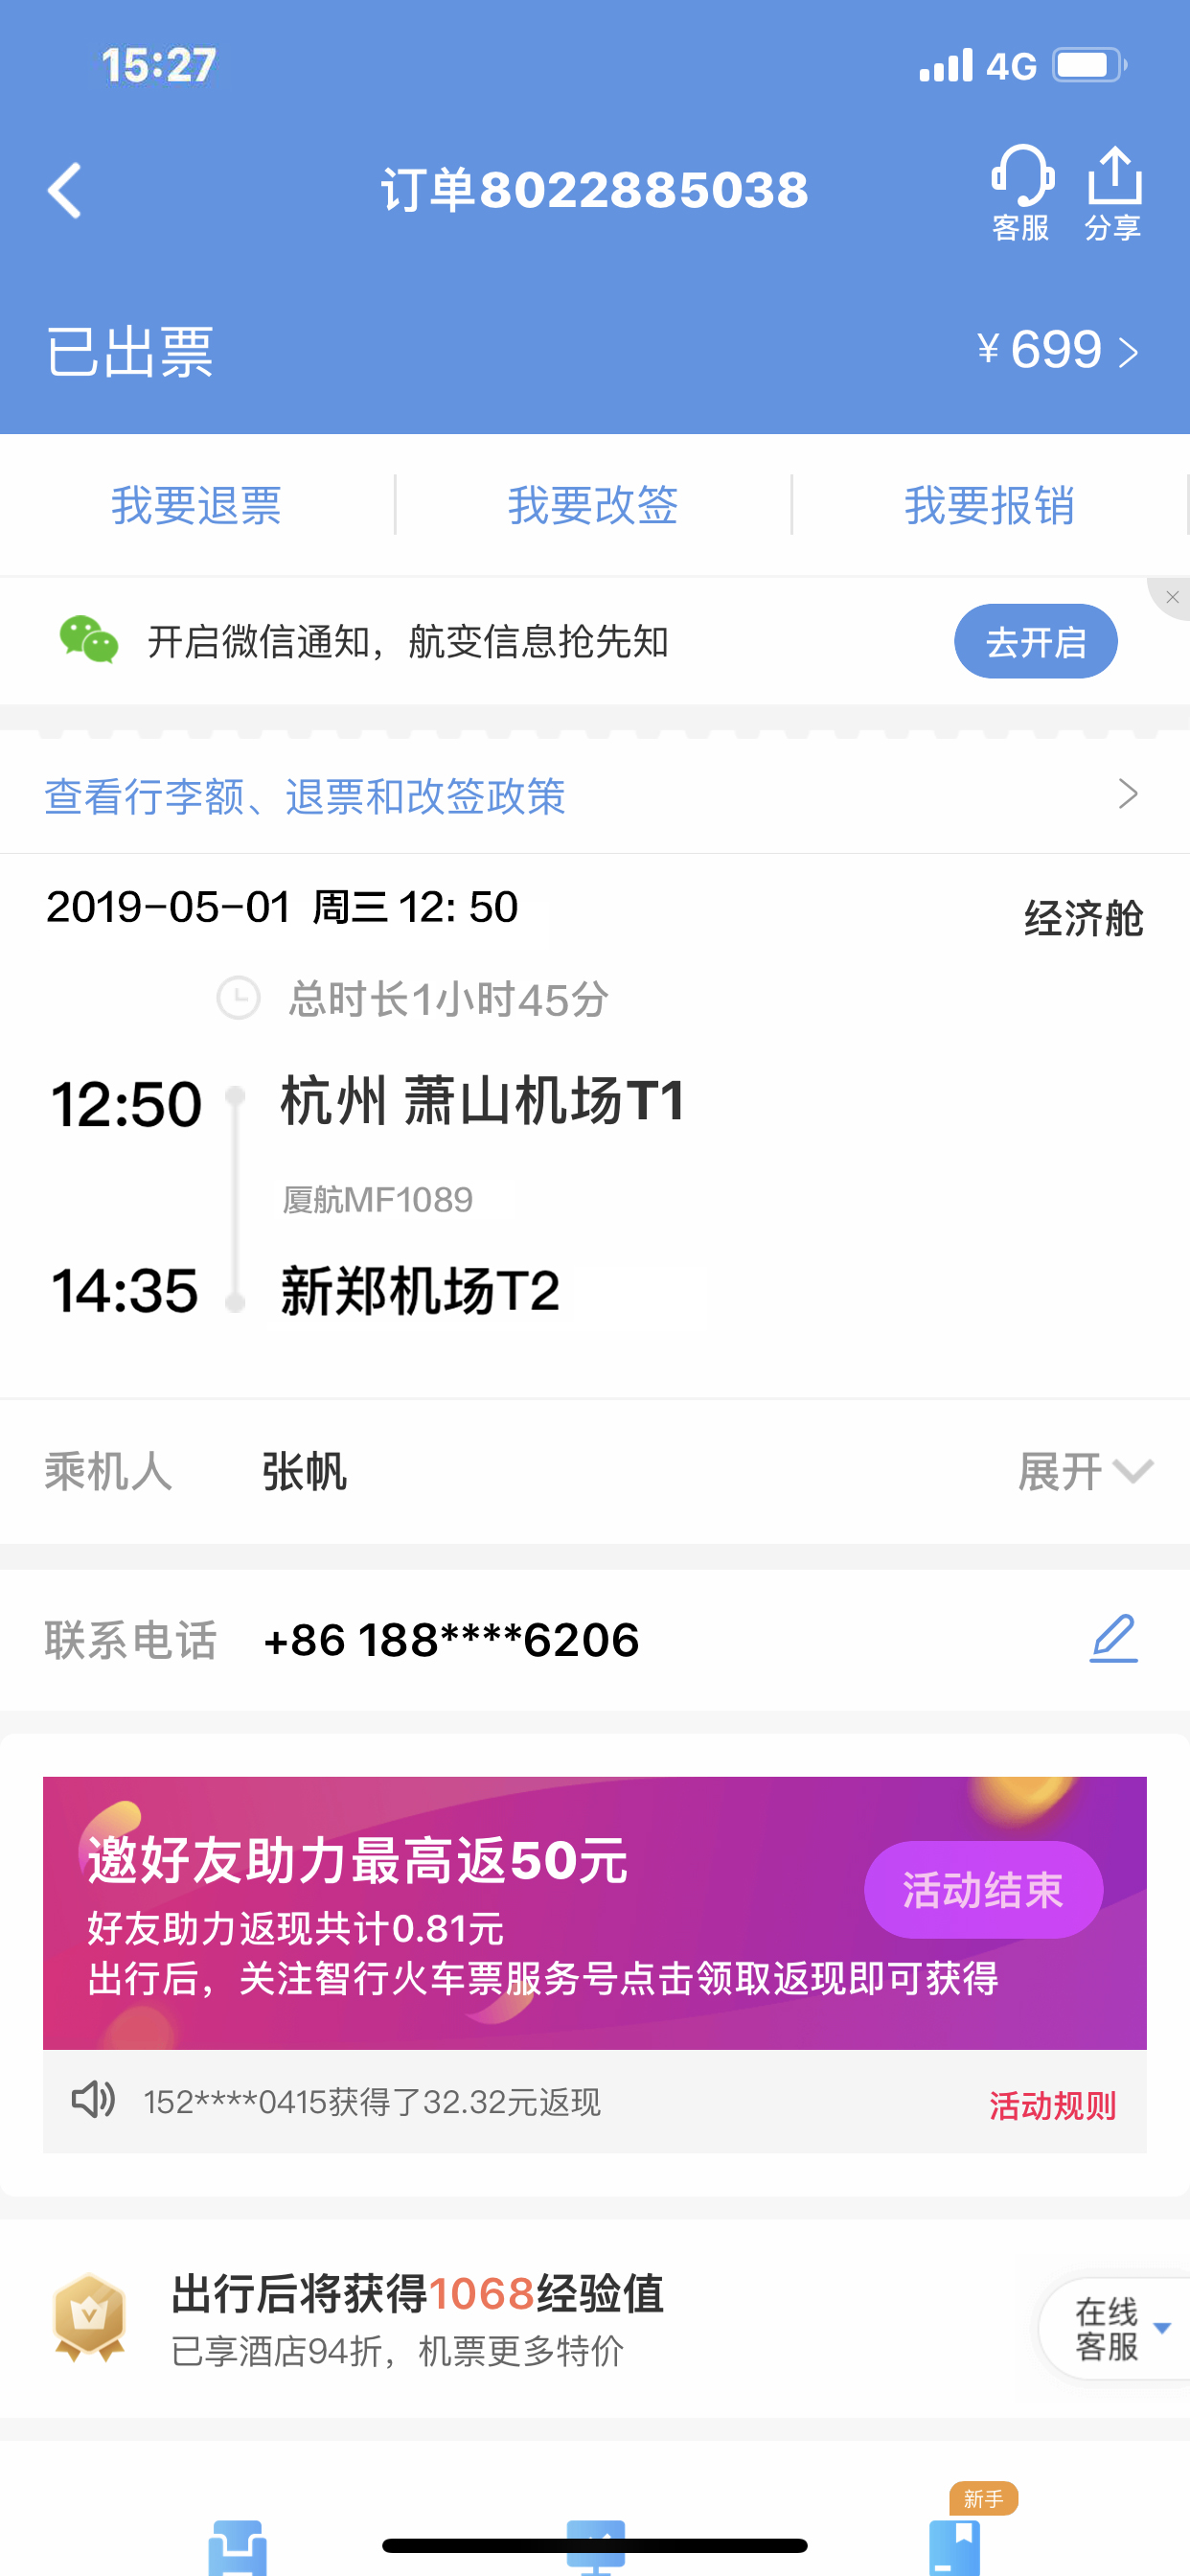 15:27
4G
订单8022885038
客服 分享
已出票
¥ 699
我要退票 我要改签 我要报销
开启微信通知，航变信息抢先知
去开启
查看行李额、退票和改签政策
2019-05-01 周三 12: 50
经济舱
总时长1小时45分
12:50 杭州 萧山机场T1
厦航MF1089
14:35 新郑机场T2
乘机人 张帆 展开
联系电话 +86 188****6206
邀好友助力最高返50元
活动结束
好友助力返现共计0.81元
出行后，关注智行火车票服务号点击领取返现即可获得
152****0415获得了32.32元返现
活动规则
出行后将获得1068经验值
已享酒店94折，机票更多特价
在线
客服
新手